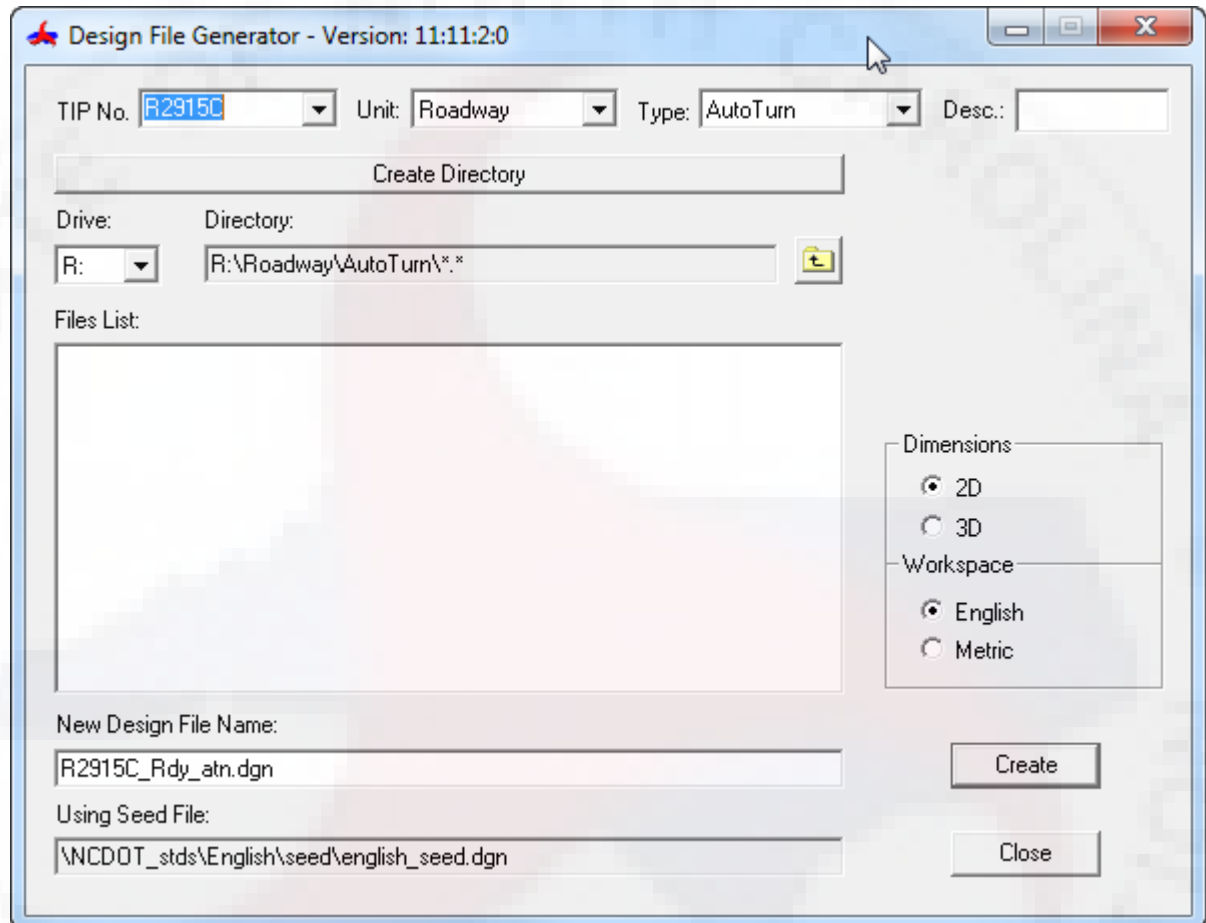 Design File Generator - Version: 11:11:2:0
TIP No. R2915C Unit: Roadway Type: AutoTurn Desc.:
Create Directory
Drive: Directory:
R: R:\Roadway\AutoTurn\*.*
Files List:
Dimensions
2D
3D
Workspace
English
Metric
New Design File Name:
R2915C_Rdy_atn.dgn
Create
Using Seed File:
\NCDOT_stds\English\seed\english_seed.dgn
Close